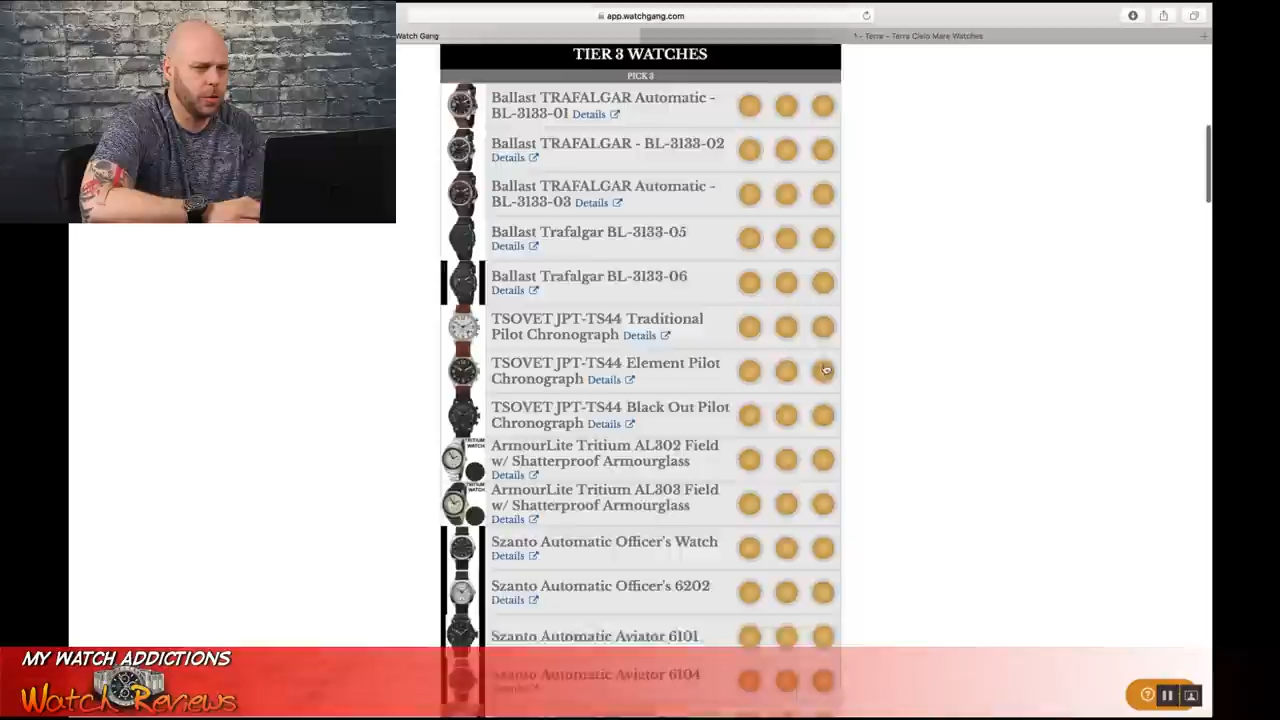 app.watchgang.com
Watch Gang
1 - Terra - Terra Cielo Mare Watches
TIER 3 WATCHES
PICK 3
Ballast TRAFALGAR Automatic -
BL-3133-01 Details
Ballast TRAFALGAR - BL-3133-02
Details
Ballast TRAFALGAR Automatic -
BL-3133-03 Details
Ballast Trafalgar BL-3133-05
Details
Ballast Trafalgar BL-3133-06
Details
TSOVET JPT-TS44 Traditional
Pilot Chronograph Details
TSOVET JPT-TS44 Element Pilot
Chronograph Details
TSOVET JPT-TS44 Black Out Pilot
Chronograph Details
TRITIUM
WATCH
ArmourLite Tritium AL302 Field
w/ Shatterproof Armourglass
Details
TRITIUM
WATCH
ArmourLite Tritium AL303 Field
w/ Shatterproof Armourglass
Details
Szanto Automatic Officer's Watch
Details
Szanto Automatic Officer's 6202
Details
Szanto Automatic Aviator 6101
Szanto Automatic Aviator 6104
MY WATCH ADDICTIONS
Watch Reviews